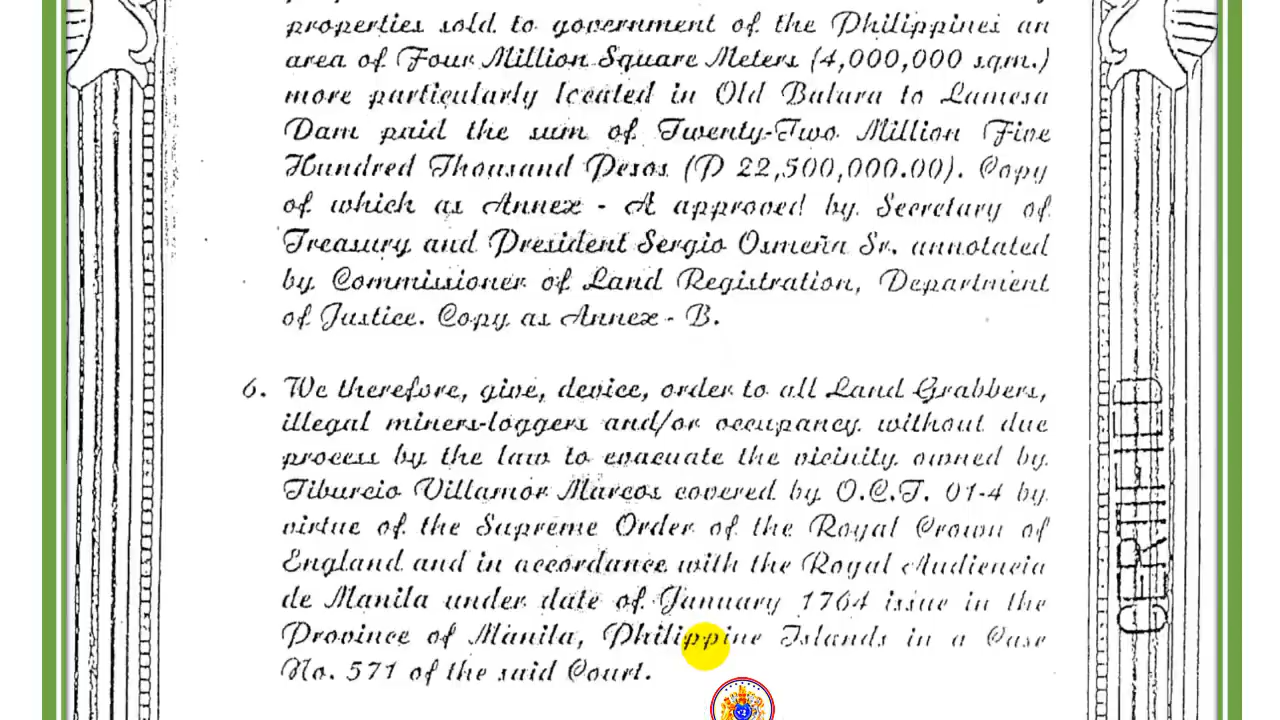 properties sold to government of the Philippines an
area of Four Million Square Meters (4,000,000 sqm.)
more particularly located in Old Balara to Lamesa
Dam paid the sum of Twenty-Two Million Five
Hundred Thousand Pesos (P 22,500,000.00). Copy
of which as Annex - A approved by Secretary of
Treasury and President Sergio Osmeña Sr. annotated
by Commissioner of Land Registration, Department
of Justice. Copy as Annex - B.
6. We therefore, give, device, order to all Land Grabbers,
illegal miners-loggers and/or occupancy without due
process by the law to evacuate the vicinity owned by
Tiburcio Villamor Marcos covered by O.C.T. 01-4 by
virtue of the Supreme Order of the Royal Crown of
England and in accordance with the Royal Audiencia
de Manila under date of January 1764 issue in the
Province of Manila, Philippine Islands in a Case
No. 571 of the said Court.
CERTIFIED